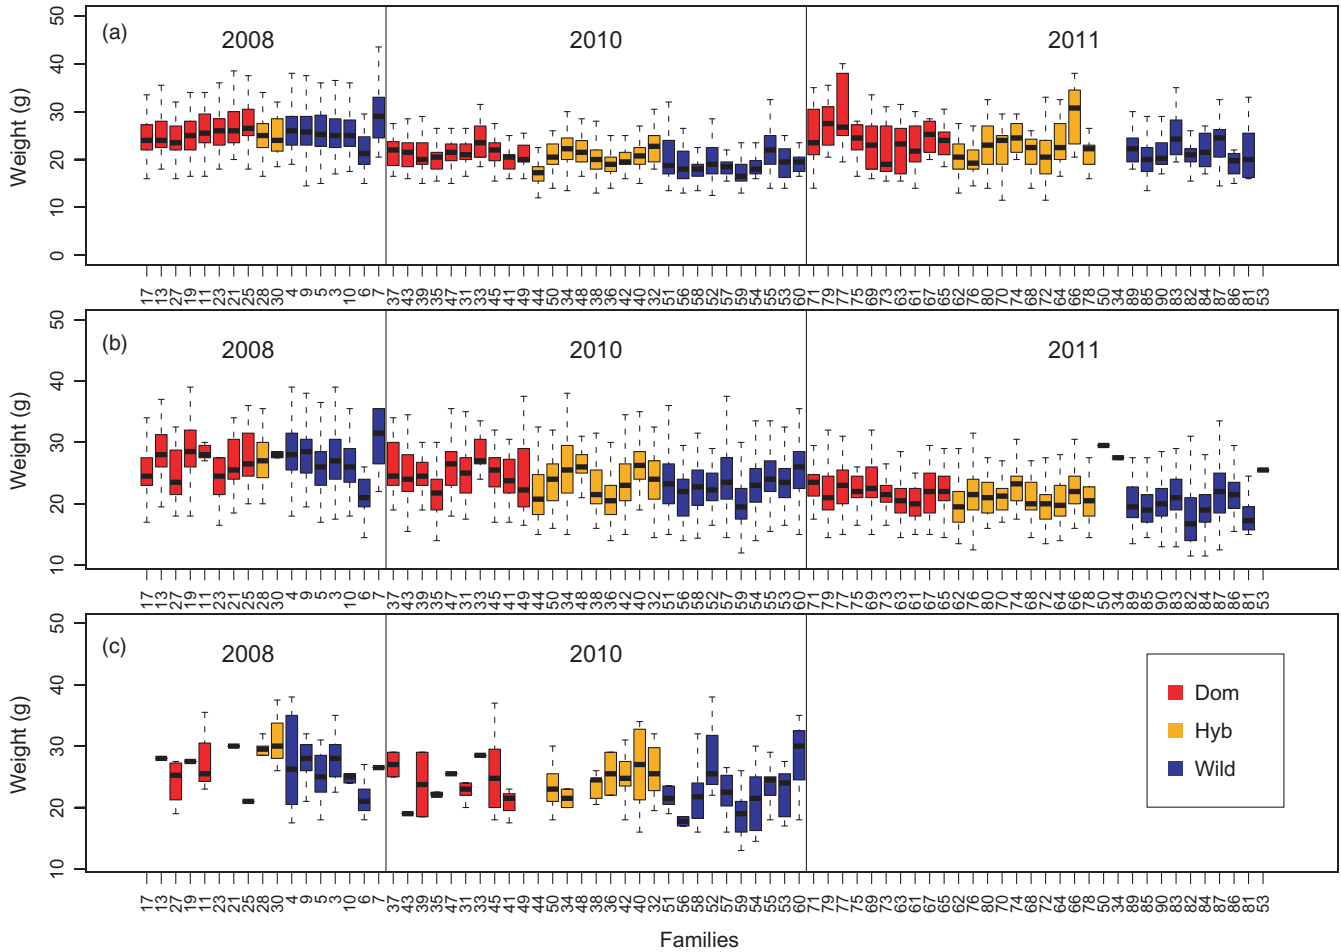 (a) 2008 2010 2011
Weight (g)
50
40
30
20
10
0
17 13 27 19 11 23 21 25 28 30 4 9 5 3 10 6 7 37 43 39 35 47 31 33 45 41 49 44 50 34 48 38 36 42 40 32 51 56 58 52 57 59 54 55 53 60 71 79 77 75 69 73 63 61 67 65 62 76 80 70 74 68 72 64 66 78 50 34 89 85 90 83 82 84 87 86 81 53
(b) 2008 2010 2011
Weight (g)
50
40
30
20
10
17 13 27 19 11 23 21 25 28 30 4 9 5 3 10 6 7 37 43 39 35 47 31 33 45 41 49 44 50 34 48 38 36 42 40 32 51 56 58 52 57 59 54 55 53 60 71 79 77 75 69 73 63 61 67 65 62 76 80 70 74 68 72 64 66 78 50 34 89 85 90 83 82 84 87 86 81 53
(c) 2008 2010
Weight (g)
50
40
30
20
10
Dom
Hyb
Wild
17 13 27 19 11 23 21 25 28 30 4 9 5 3 10 6 7 37 43 39 35 47 31 33 45 41 49 44 50 34 48 38 36 42 40 32 51 56 58 52 57 59 54 55 53 60 71 79 77 75 69 73 63 61 67 65 62 76 80 70 74 68 72 64 66 78 50 34 89 85 90 83 82 84 87 86 81 53
Families